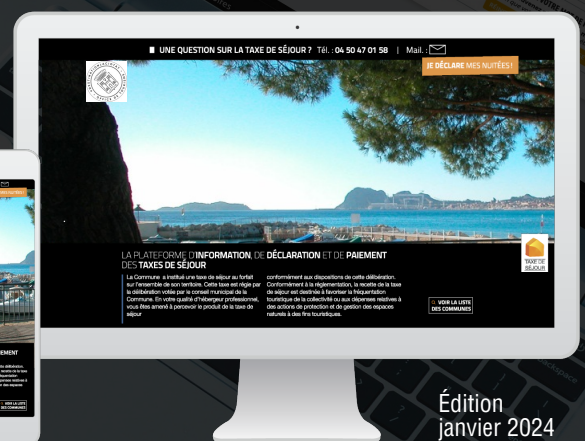 UNE QUESTION SUR LA TAXE DE SÉJOUR ? Tél. : 04 50 47 01 58 | Mail. :
JE DÉCLARE MES NUITÉES !
LA PLATEFORME D'INFORMATION, DE DÉCLARATION ET DE PAIEMENT
DES TAXES DE SÉJOUR
La Commune a institué une taxe de séjour au forfait
sur l'ensemble de son territoire. Cette taxe est régie par
la délibération votée par le conseil municipal de la
Commune. En votre qualité d'hébergeur professionnel,
vous êtes amené à percevoir le produit de la taxe de
séjour
conformément aux dispositions de cette délibération.
Conformément à la réglementation, la recette de la taxe
de séjour est destinée à favoriser la fréquentation
touristique de la collectivité ou aux dépenses relatives à
des actions de protection et de gestion des espaces
naturels à des fins touristiques.
TAXE DE
SÉJOUR
VOIR LA LISTE
DES COMMUNES
VOIR LA LISTE
DES COMMUNES
Édition
janvier 2024